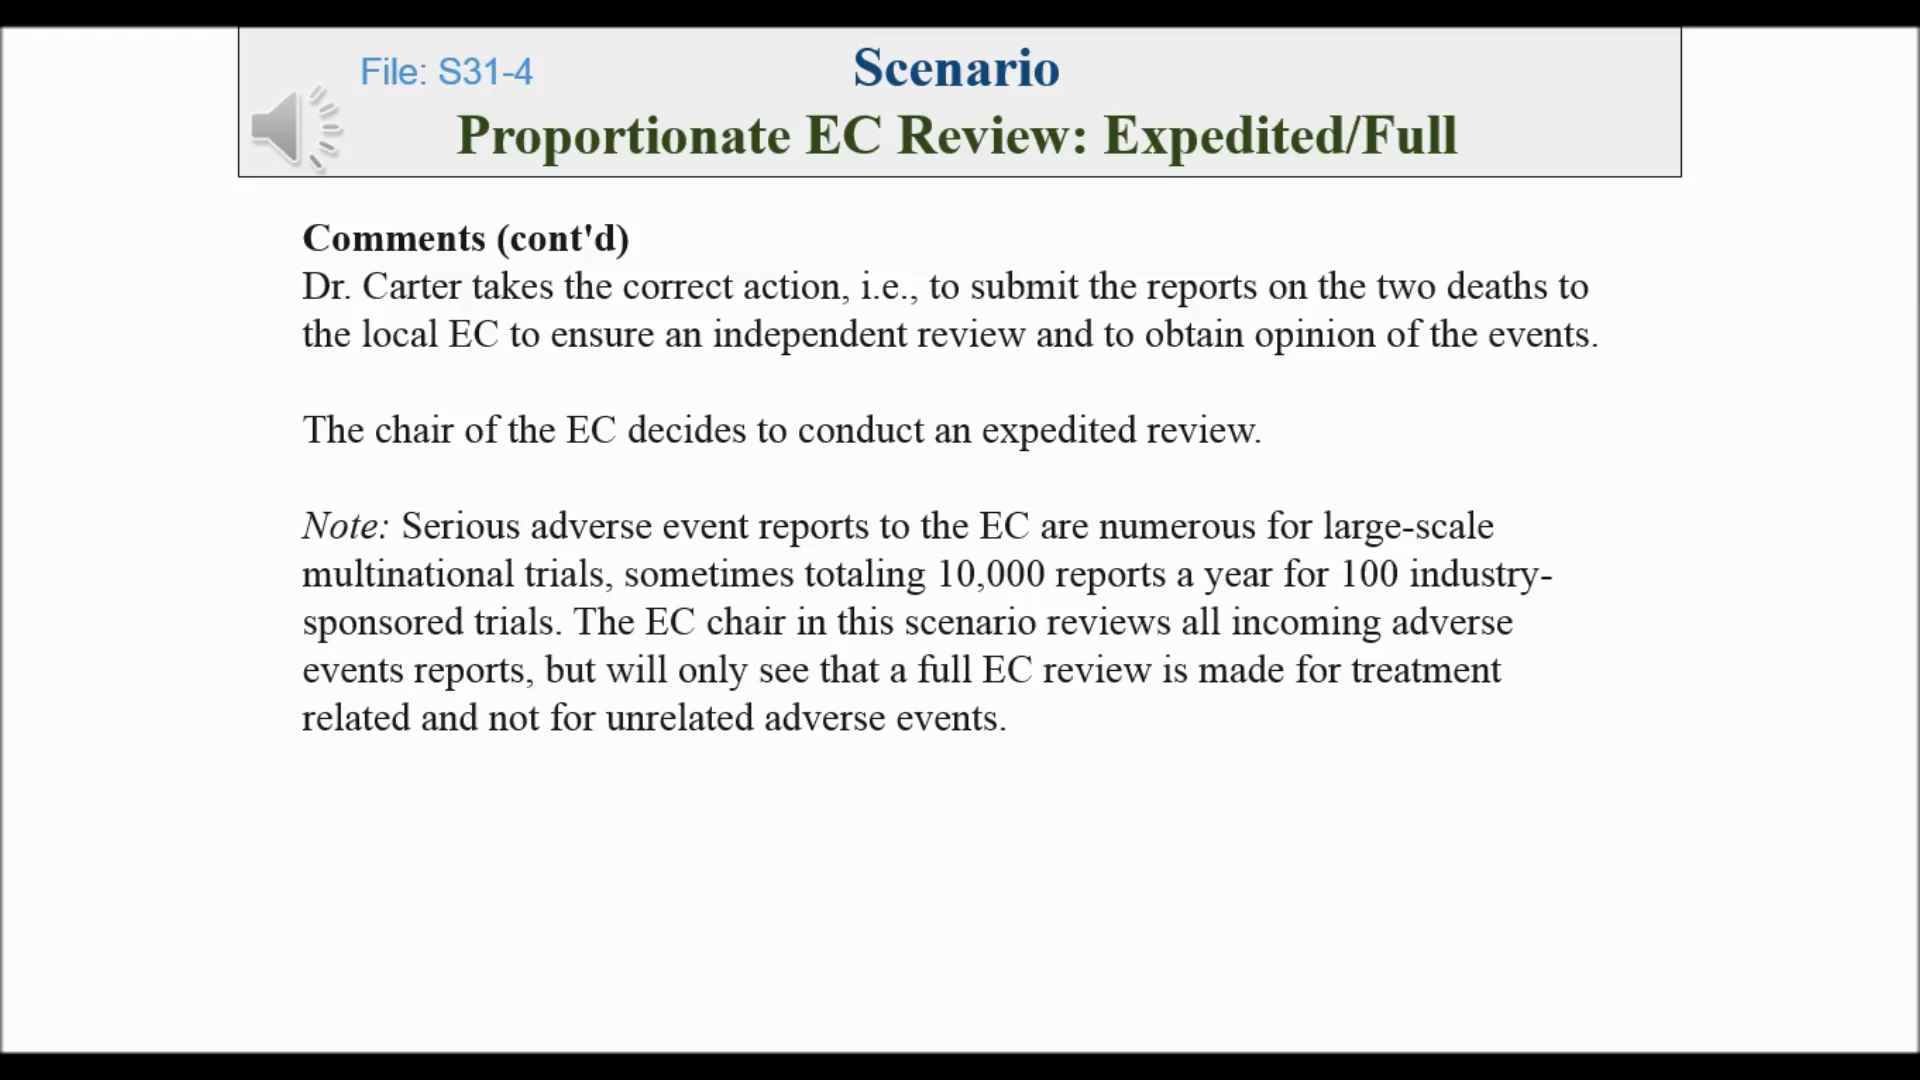 File: S31-4
Scenario
Proportionate EC Review: Expedited/Full
Comments (cont'd)
Dr. Carter takes the correct action, i.e., to submit the reports on the two deaths to
the local EC to ensure an independent review and to obtain opinion of the events.
The chair of the EC decides to conduct an expedited review.
Note: Serious adverse event reports to the EC are numerous for large-scale
multinational trials, sometimes totaling 10,000 reports a year for 100 industry-
sponsored trials. The EC chair in this scenario reviews all incoming adverse
events reports, but will only see that a full EC review is made for treatment
related and not for unrelated adverse events.